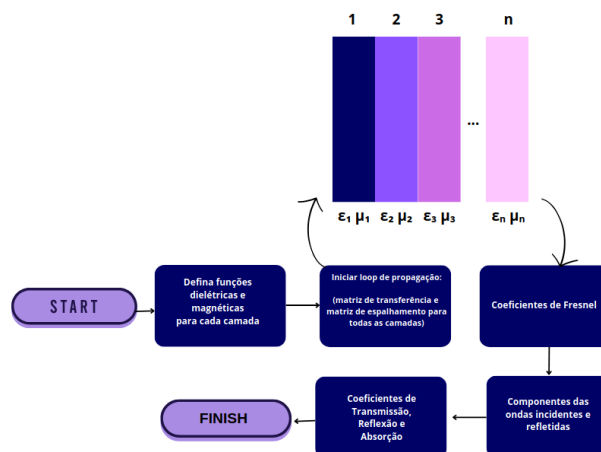 1 2 3 n
...
ε₁ μ₁ ε₂ μ₂ ε₃ μ₃ εₙ μₙ
START
Defina funções
dielétricas e
magnéticas
para cada camada
Iniciar loop de propagação:
(matriz de transferência e
matriz de espalhamento para
todas as camadas)
Coeficientes de Fresnel
Componentes das
ondas incidentes e
refletidas
Coeficientes de
Transmissão,
Reflexão e
Absorção
FINISH